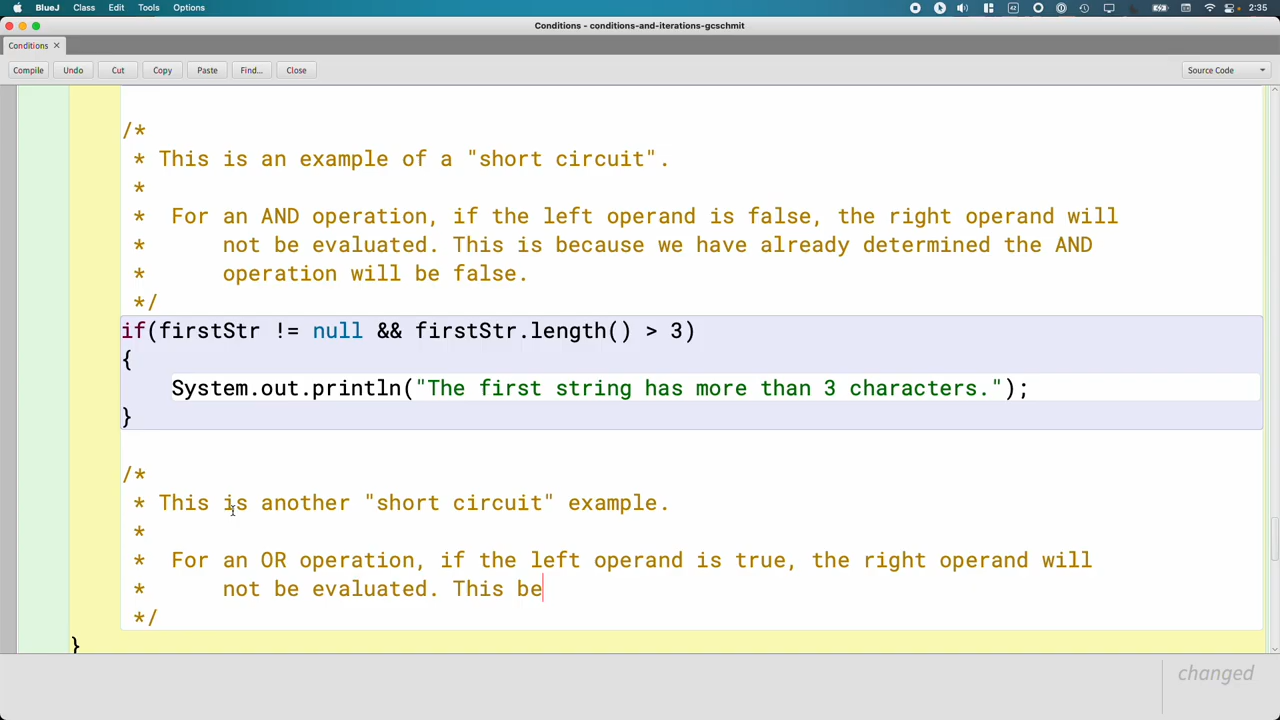 BlueJ Class Edit Tools Options 2:35
Conditions - conditions-and-iterations-gcschmit
Conditions
Compile Undo Cut Copy Paste Find... Close Source Code
/*
* This is an example of a "short circuit".
*
* For an AND operation, if the left operand is false, the right operand will
* not be evaluated. This is because we have already determined the AND
* operation will be false.
*/
if(firstStr != null && firstStr.length() > 3)
{
System.out.println("The first string has more than 3 characters.");
}
/*
* This is another "short circuit" example.
*
* For an OR operation, if the left operand is true, the right operand will
* not be evaluated. This be
*/
}
changed